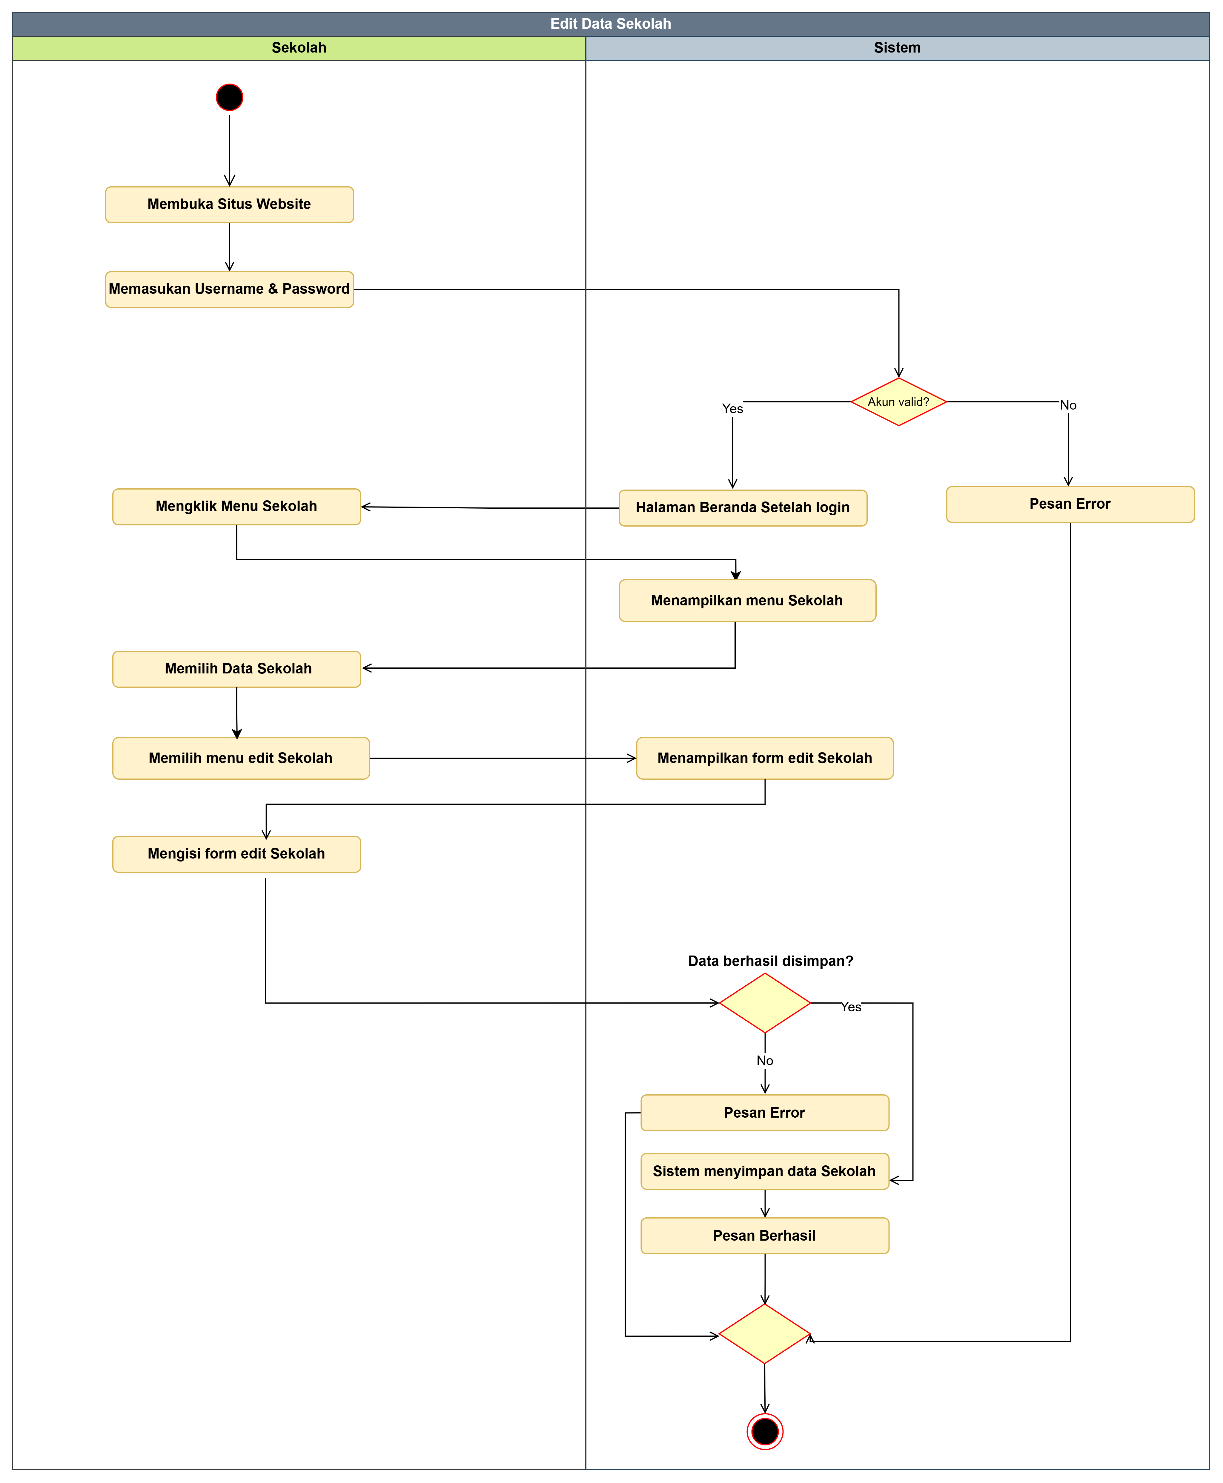 Edit Data Sekolah
Sekolah
Sistem
Membuka Situs Website
Memasukan Username & Password
Akun valid?
Yes
No
Mengklik Menu Sekolah
Halaman Beranda Setelah login
Pesan Error
Menampilkan menu Sekolah
Memilih Data Sekolah
Memilih menu edit Sekolah
Menampilkan form edit Sekolah
Mengisi form edit Sekolah
Data berhasil disimpan?
Yes
No
Pesan Error
Sistem menyimpan data Sekolah
Pesan Berhasil